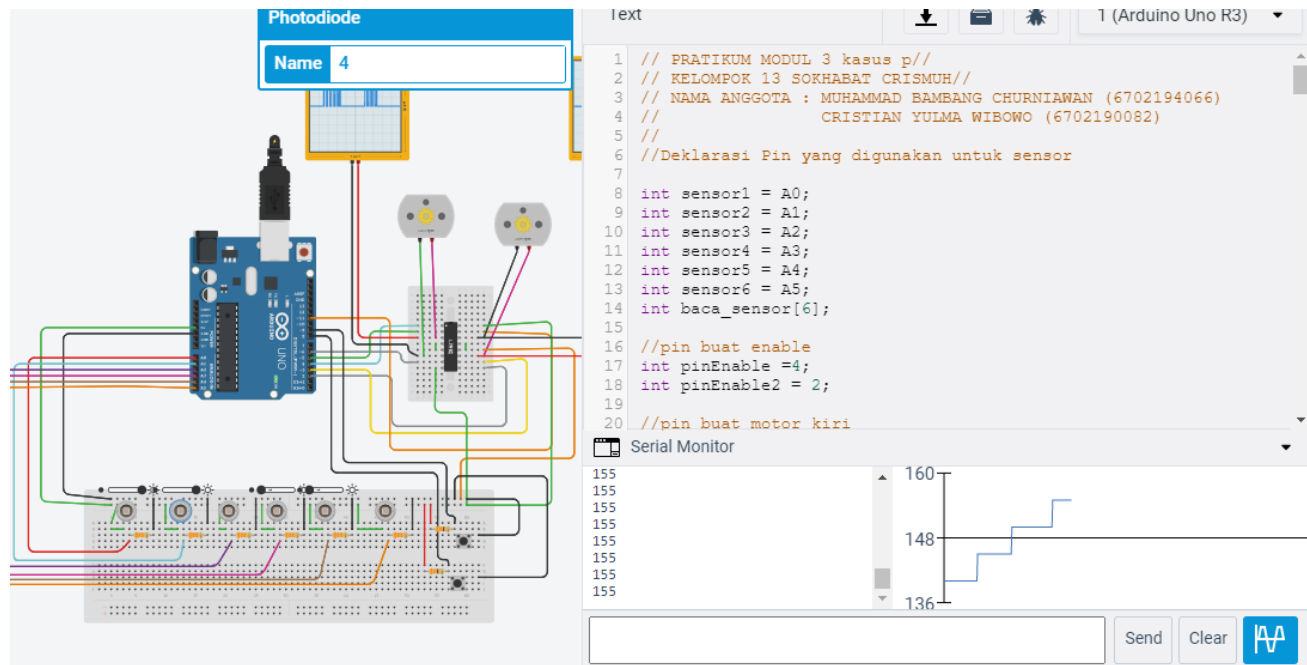 Photodiode
Name 4
Text
1 (Arduino Uno R3)
1 // PRATIKUM MODUL 3 kasus p//
2 // KELOMPOK 13 SOKHABAT CRISMUH//
3 // NAMA ANGGOTA : MUHAMMAD BAMBANG CHURNIAWAN (6702194066)
4 // CRISTIAN YULMA WIBOWO (6702190082)
5 //
6 //Deklarasi Pin yang digunakan untuk sensor
7
8 int sensor1 = A0;
9 int sensor2 = A1;
10 int sensor3 = A2;
11 int sensor4 = A3;
12 int sensor5 = A4;
13 int sensor6 = A5;
14 int baca_sensor[6];
15
16 //pin buat enable
17 int pinEnable =4;
18 int pinEnable2 = 2;
19
20 //pin buat motor kiri
Serial Monitor
155
155
155
155
155
155
155
155
160
148
136
Send
Clear
UNO
ARDUINO